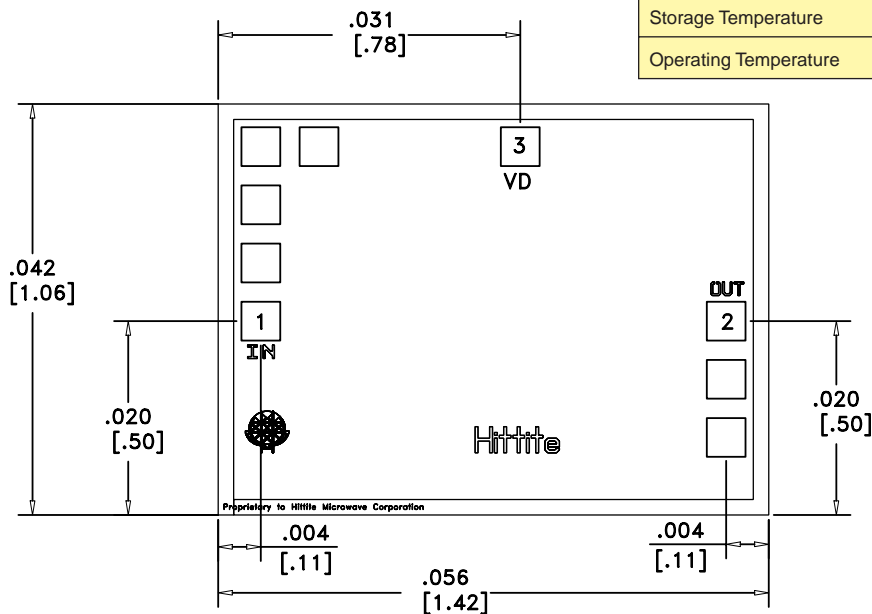 Storage Temperature
Operating Temperature
.031
[.78]
3
VD
.042
[1.06]
OUT
1
2
IN
.020
[.50]
.020
[.50]
Hittite
Proprietary to Hittite Microwave Corporation
.004
[.11]
.004
[.11]
.056
[1.42]